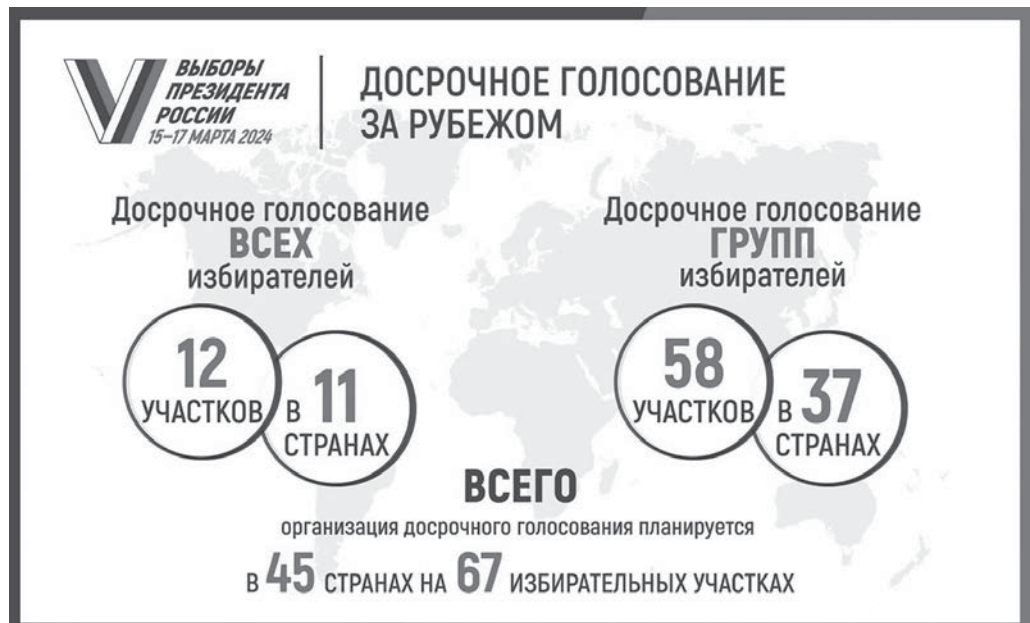 ВЫБОРЫ
ПРЕЗИДЕНТА
РОССИИ
15–17 МАРТА 2024
ДОСРОЧНОЕ ГОЛОСОВАНИЕ
ЗА РУБЕЖОМ
Досрочное голосование
ВСЕХ
избирателей
12
УЧАСТКОВ
В 11
СТРАНАХ
Досрочное голосование
ГРУПП
избирателей
58
УЧАСТКОВ
В 37
СТРАНАХ
ВСЕГО
организация досрочного голосования планируется
В 45 СТРАНАХ НА 67 ИЗБИРАТЕЛЬНЫХ УЧАСТКАХ